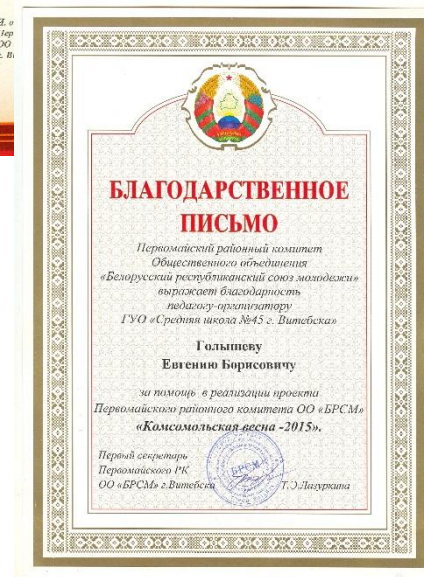 БЛАГОДАРСТВЕННОЕ
ПИСЬМО
Первомайский районный комитет
Общественного объединения
«Белорусский республиканский союз молодежи»
выражает благодарность
педагогу-организатору
ГУО «Средняя школа №45 г. Витебска»
Голышеву
Евгению Борисовичу
за помощь в реализации проекта
Первомайского районного комитета ОО «БРСМ»
«Комсомольская весна -2015».
Первый секретарь
Первомайского РК
ОО «БРСМ» г.Витебска
Т.Э.Лазуркина
БРСМ